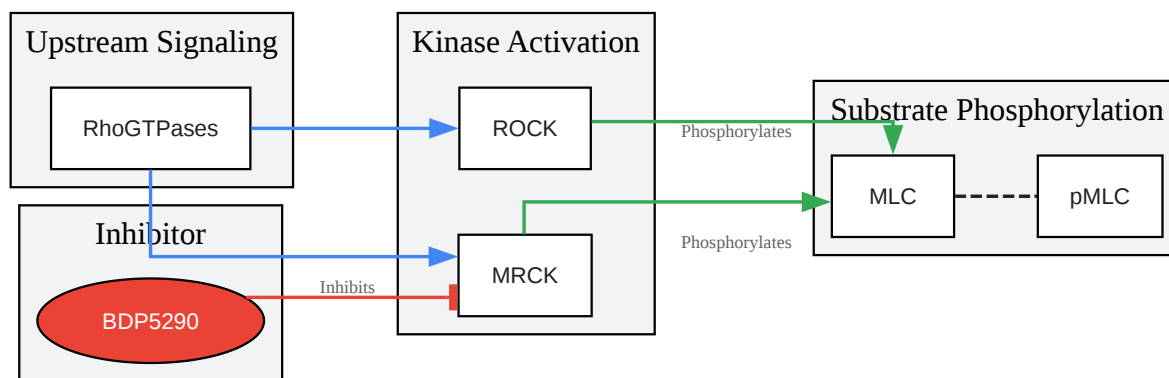 Upstream Signaling
RhoGTPases
Inhibitor
BDP5290
Inhibits
Kinase Activation
ROCK
MRCK
Phosphorylates
Phosphorylates
Substrate Phosphorylation
MLC
pMLC